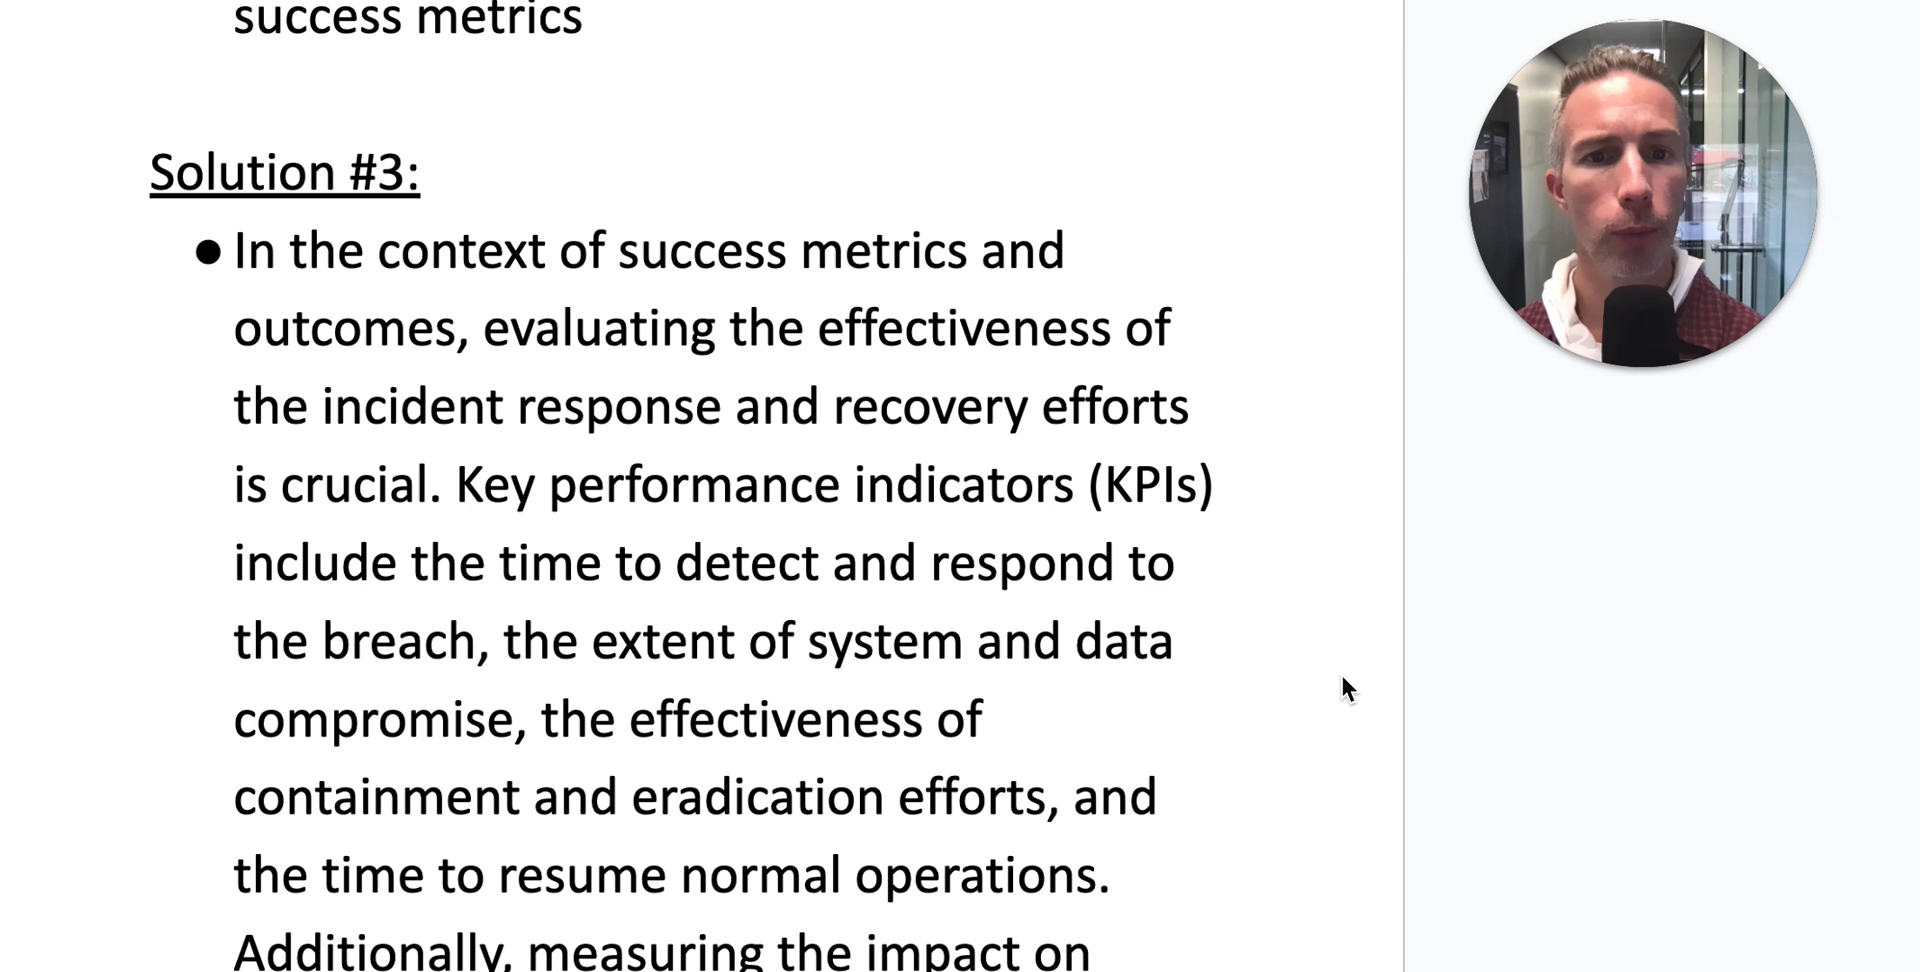 success metrics
Solution #3:
● In the context of success metrics and
outcomes, evaluating the effectiveness of
the incident response and recovery efforts
is crucial. Key performance indicators (KPIs)
include the time to detect and respond to
the breach, the extent of system and data
compromise, the effectiveness of
containment and eradication efforts, and
the time to resume normal operations.
Additionally, measuring the impact on